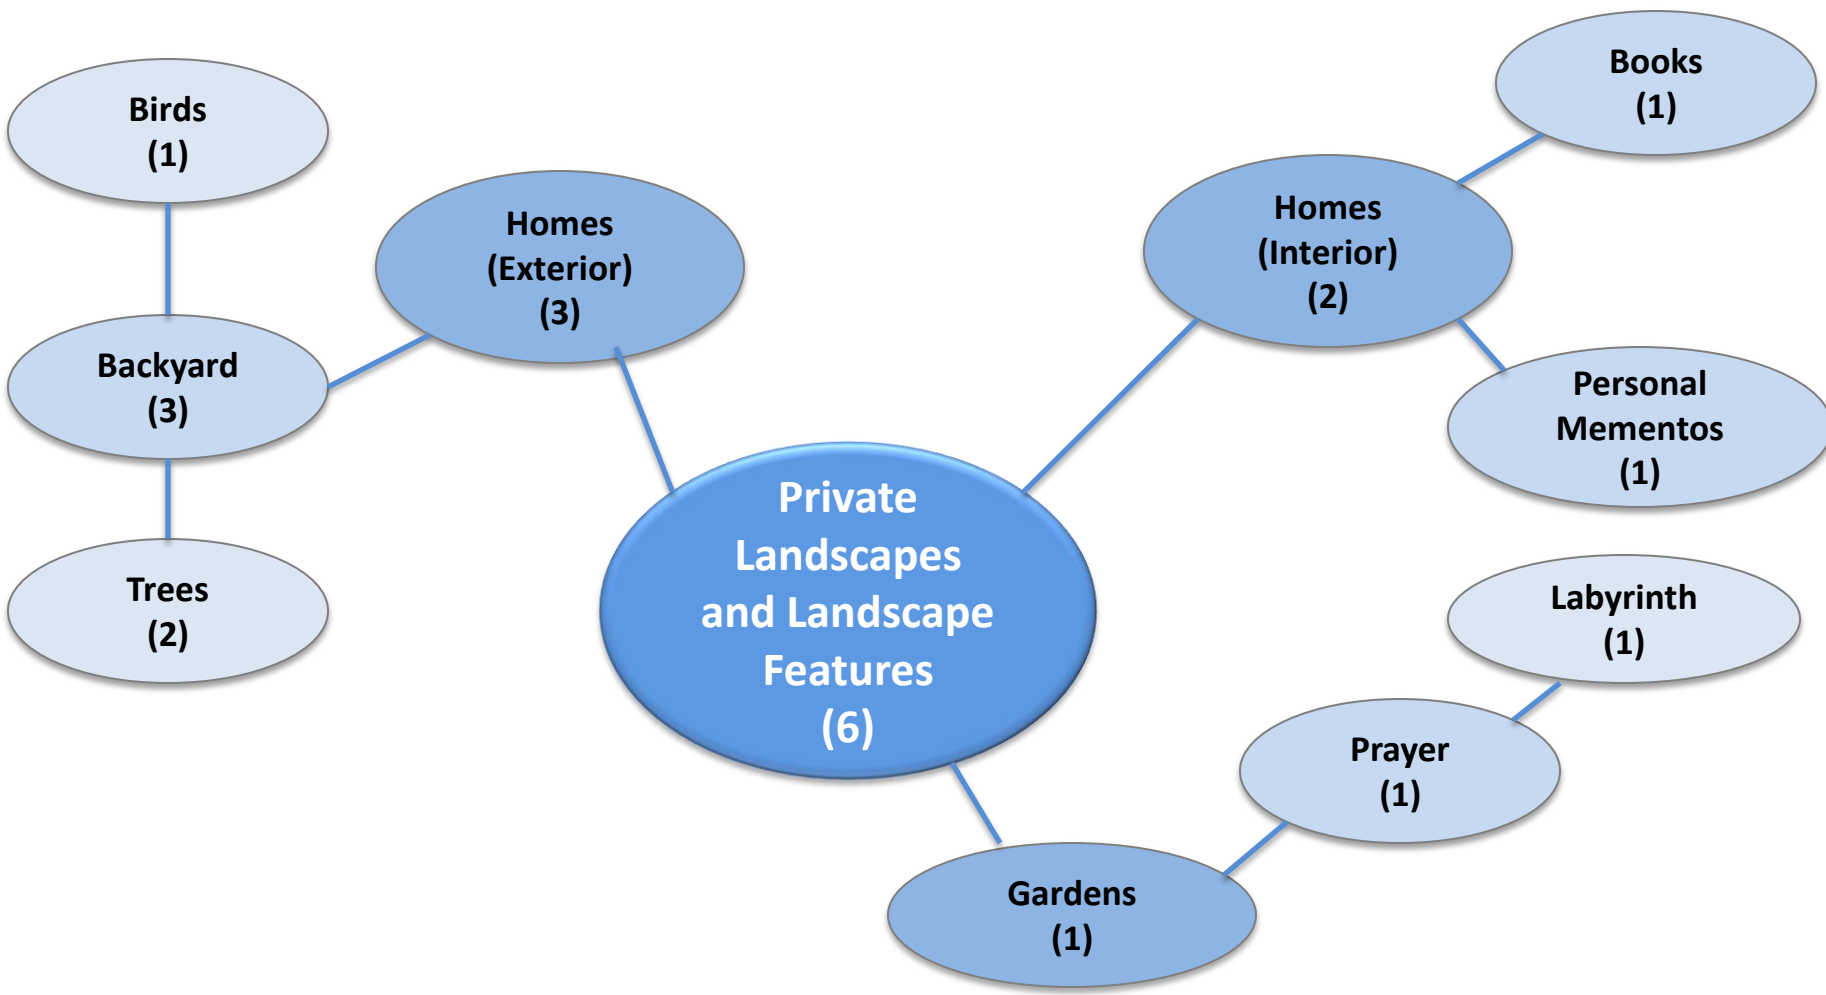 Birds
(1)
Homes
(Exterior)
(3)
Backyard
(3)
Trees
(2)
Private
Landscapes
and Landscape
Features
(6)
Books
(1)
Homes
(Interior)
(2)
Personal
Mementos
(1)
Labyrinth
(1)
Prayer
(1)
Gardens
(1)